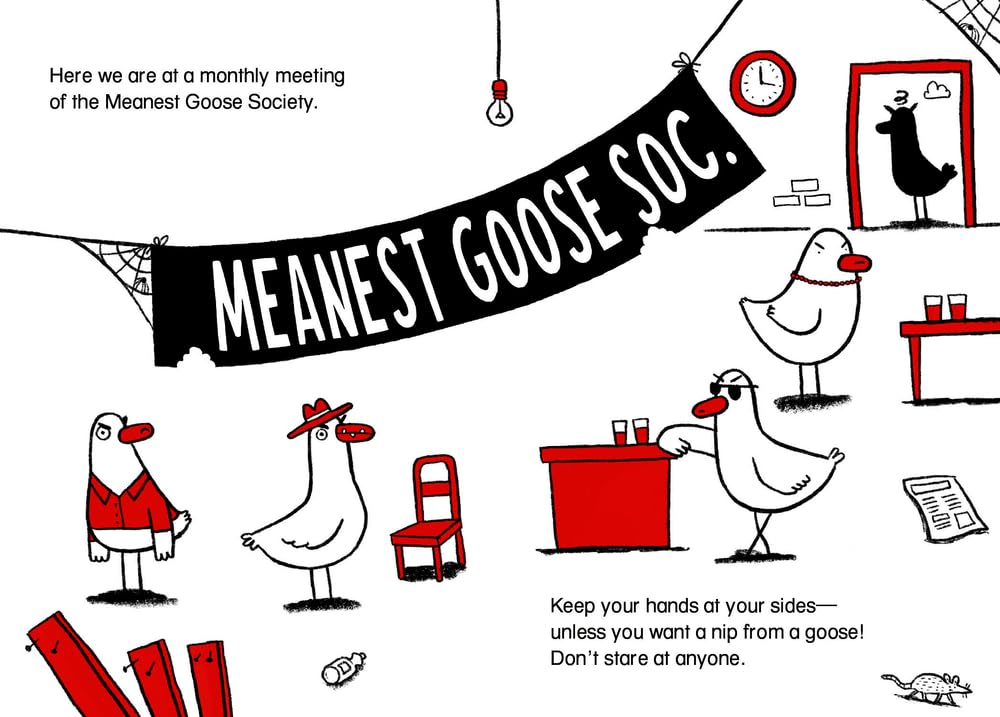 Here we are at a monthly meeting
of the Meanest Goose Society.
MEANEST GOOSE SOC.
Keep your hands at your sides—
unless you want a nip from a goose!
Don’t stare at anyone.